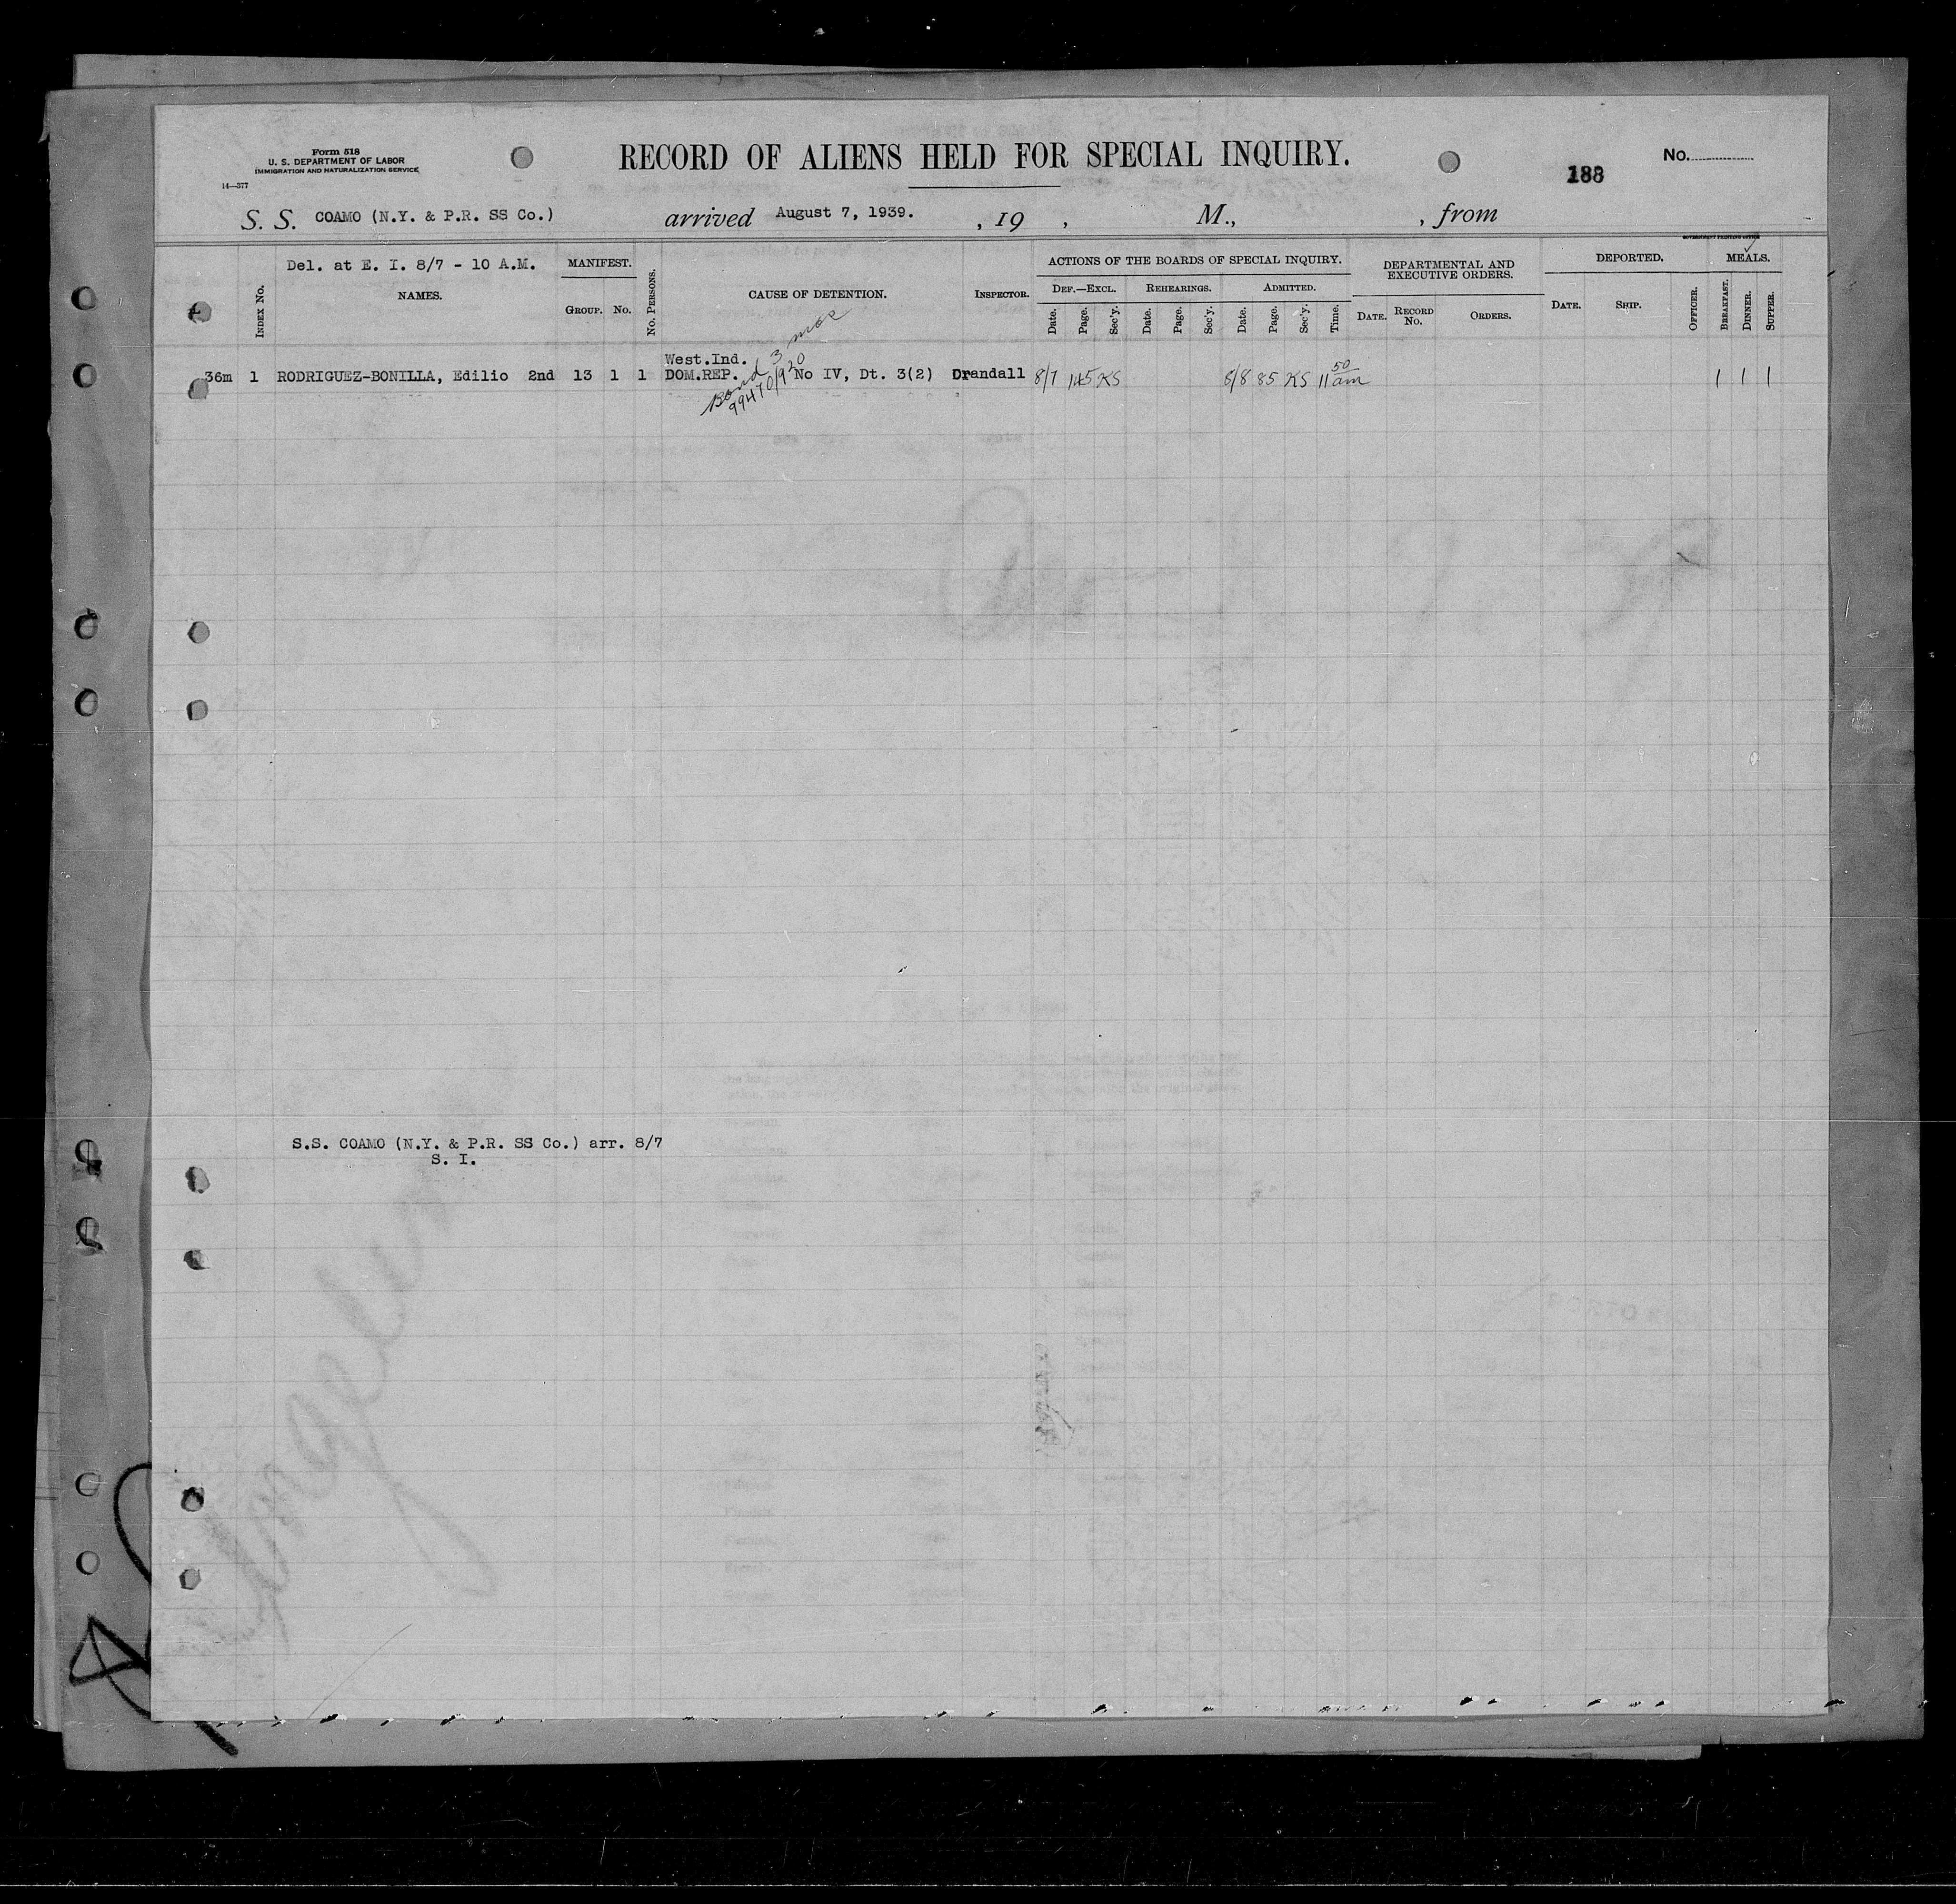 Form 518
U. S. DEPARTMENT OF LABOR
IMMIGRATION AND NATURALIZATION SERVICE
14—377
RECORD OF ALIENS HELD FOR SPECIAL INQUIRY.
No.
188
S. S. COAMO (N.Y. & P.R. SS Co.) arrived August 7, 1939. , 19 , M., , from
GOVERNMENT PRINTING OFFICE
Del. at E. I. 8/7 - 10 A.M.
INDEX No.
NAMES.
MANIFEST.
GROUP. No.
No. PERSONS.
CAUSE OF DETENTION.
INSPECTOR.
ACTIONS OF THE BOARDS OF SPECIAL INQUIRY.
DEF.—EXCL. REHEARINGS. ADMITTED.
Date. Page. Sec'y. Date. Page. Sec'y. Date. Page. Sec'y. Time.
DEPARTMENTAL AND
EXECUTIVE ORDERS.
DATE. RECORD No. ORDERS.
DEPORTED.
DATE. SHIP. OFFICER.
MEALS.
BREAKFAST. DINNER. SUPPER.
West.Ind.
36m 1 RODRIGUEZ-BONILLA, Edilio 2nd 13 1 1 DOM.REP. No IV, Dt. 3(2) Crandall 8/7 145 KS 8/8 85 KS 11 50 am 1 1 1
Bond 3 mos
99470/920
S.S. COAMO (N.Y. & P.R. SS Co.) arr. 8/7
S. I.